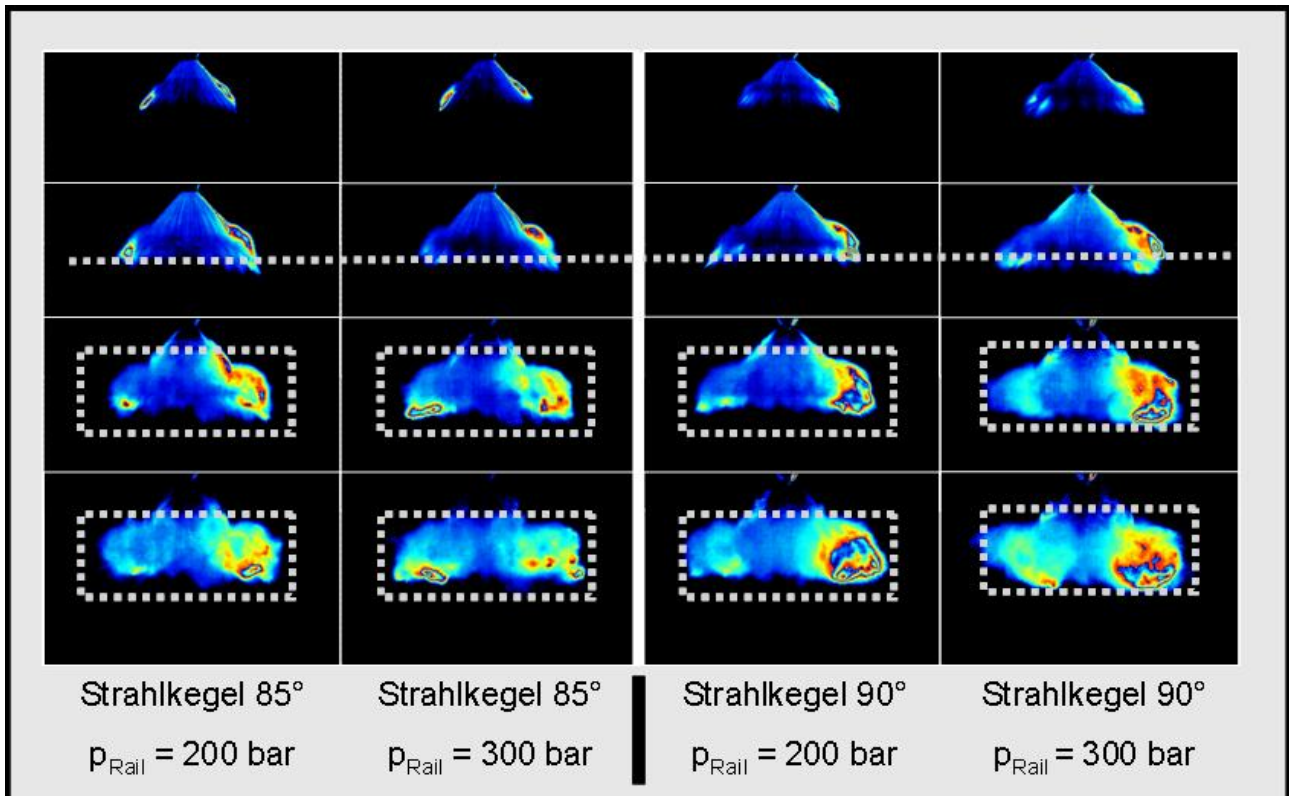 Strahlkegel 85° Strahlkegel 85° Strahlkegel 90° Strahlkegel 90°
pRail = 200 bar pRail = 300 bar pRail = 200 bar pRail = 300 bar